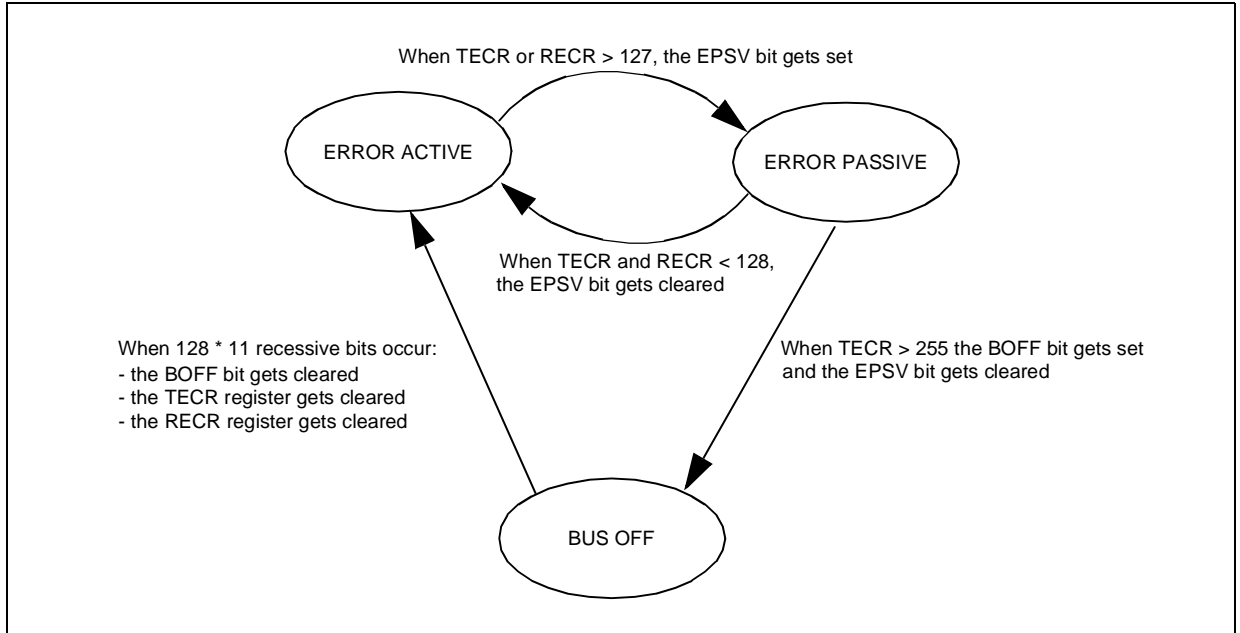 When TECR or RECR > 127, the EPSV bit gets set
ERROR ACTIVE
ERROR PASSIVE
When TECR and RECR < 128,
the EPSV bit gets cleared
When 128 * 11 recessive bits occur:
- the BOFF bit gets cleared
- the TECR register gets cleared
- the RECR register gets cleared
When TECR > 255 the BOFF bit gets set
and the EPSV bit gets cleared
BUS OFF